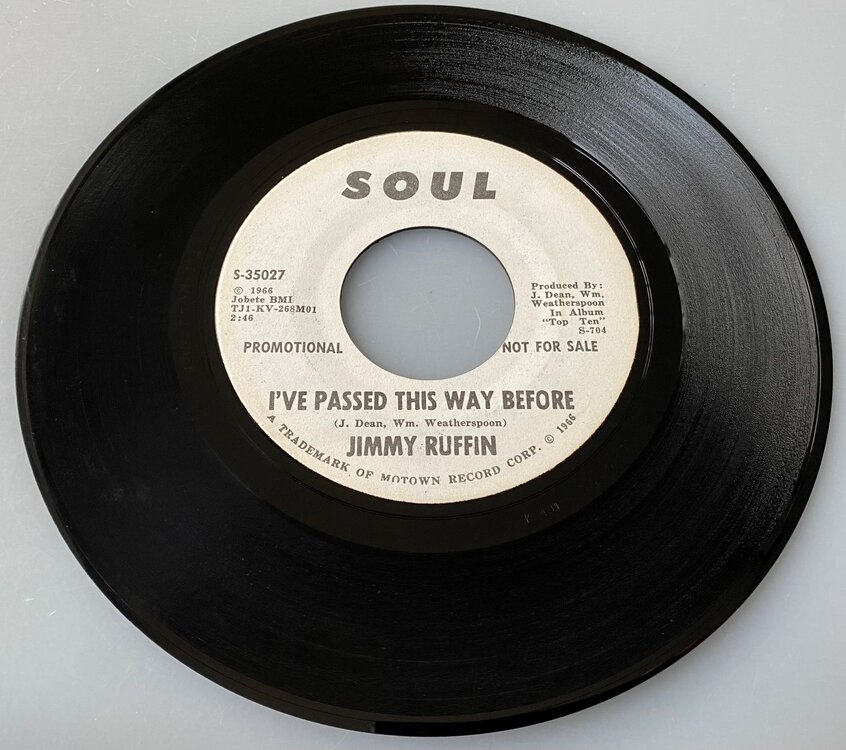 SOUL
S-35027
© 1966
Jobete BMI
TJ1-KV-268M01
2:46
Produced By:
J. Dean, Wm.
Weatherspoon
In Album
"Top Ten"
S-704
PROMOTIONAL NOT FOR SALE
I'VE PASSED THIS WAY BEFORE
(J. Dean, Wm. Weatherspoon)
JIMMY RUFFIN
A TRADEMARK OF MOTOWN RECORD CORP. © 1966